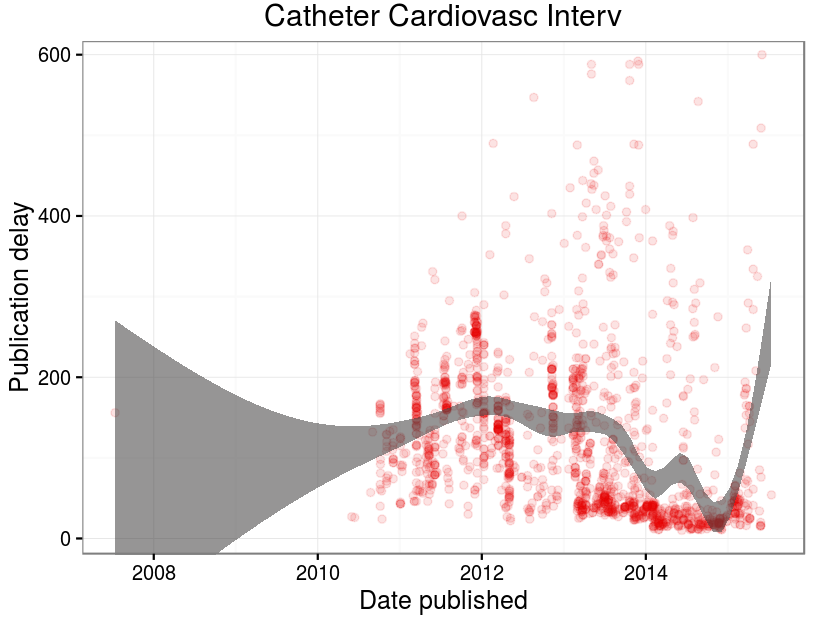 Catheter Cardiovasc Interv
Publication delay
600
400
200
0
2008
2010
2012
2014
Date published